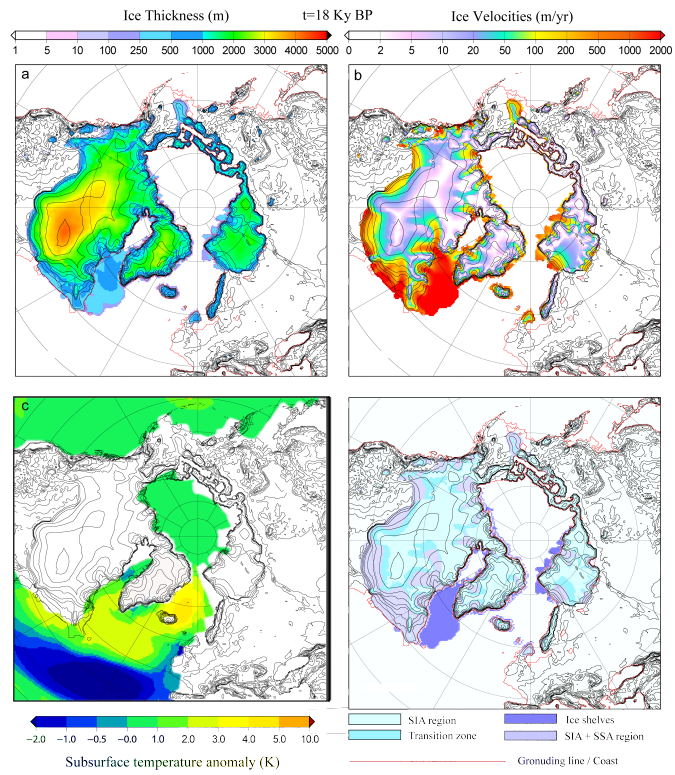 Ice Thickness (m) t=18 Ky BP Ice Velocities (m/yr)
1 5 10 100 250 500 1000 2000 3000 4000 5000
0 2 5 10 20 50 100 200 500 1000 2000
a
b
c
−2.0 −1.0 −0.5 −0.0 1.0 2.0 3.0 4.0 5.0 10.0
Subsurface temperature anomaly (K)
SIA region Ice shelves
Transition zone SIA + SSA region
Gronuding line / Coast